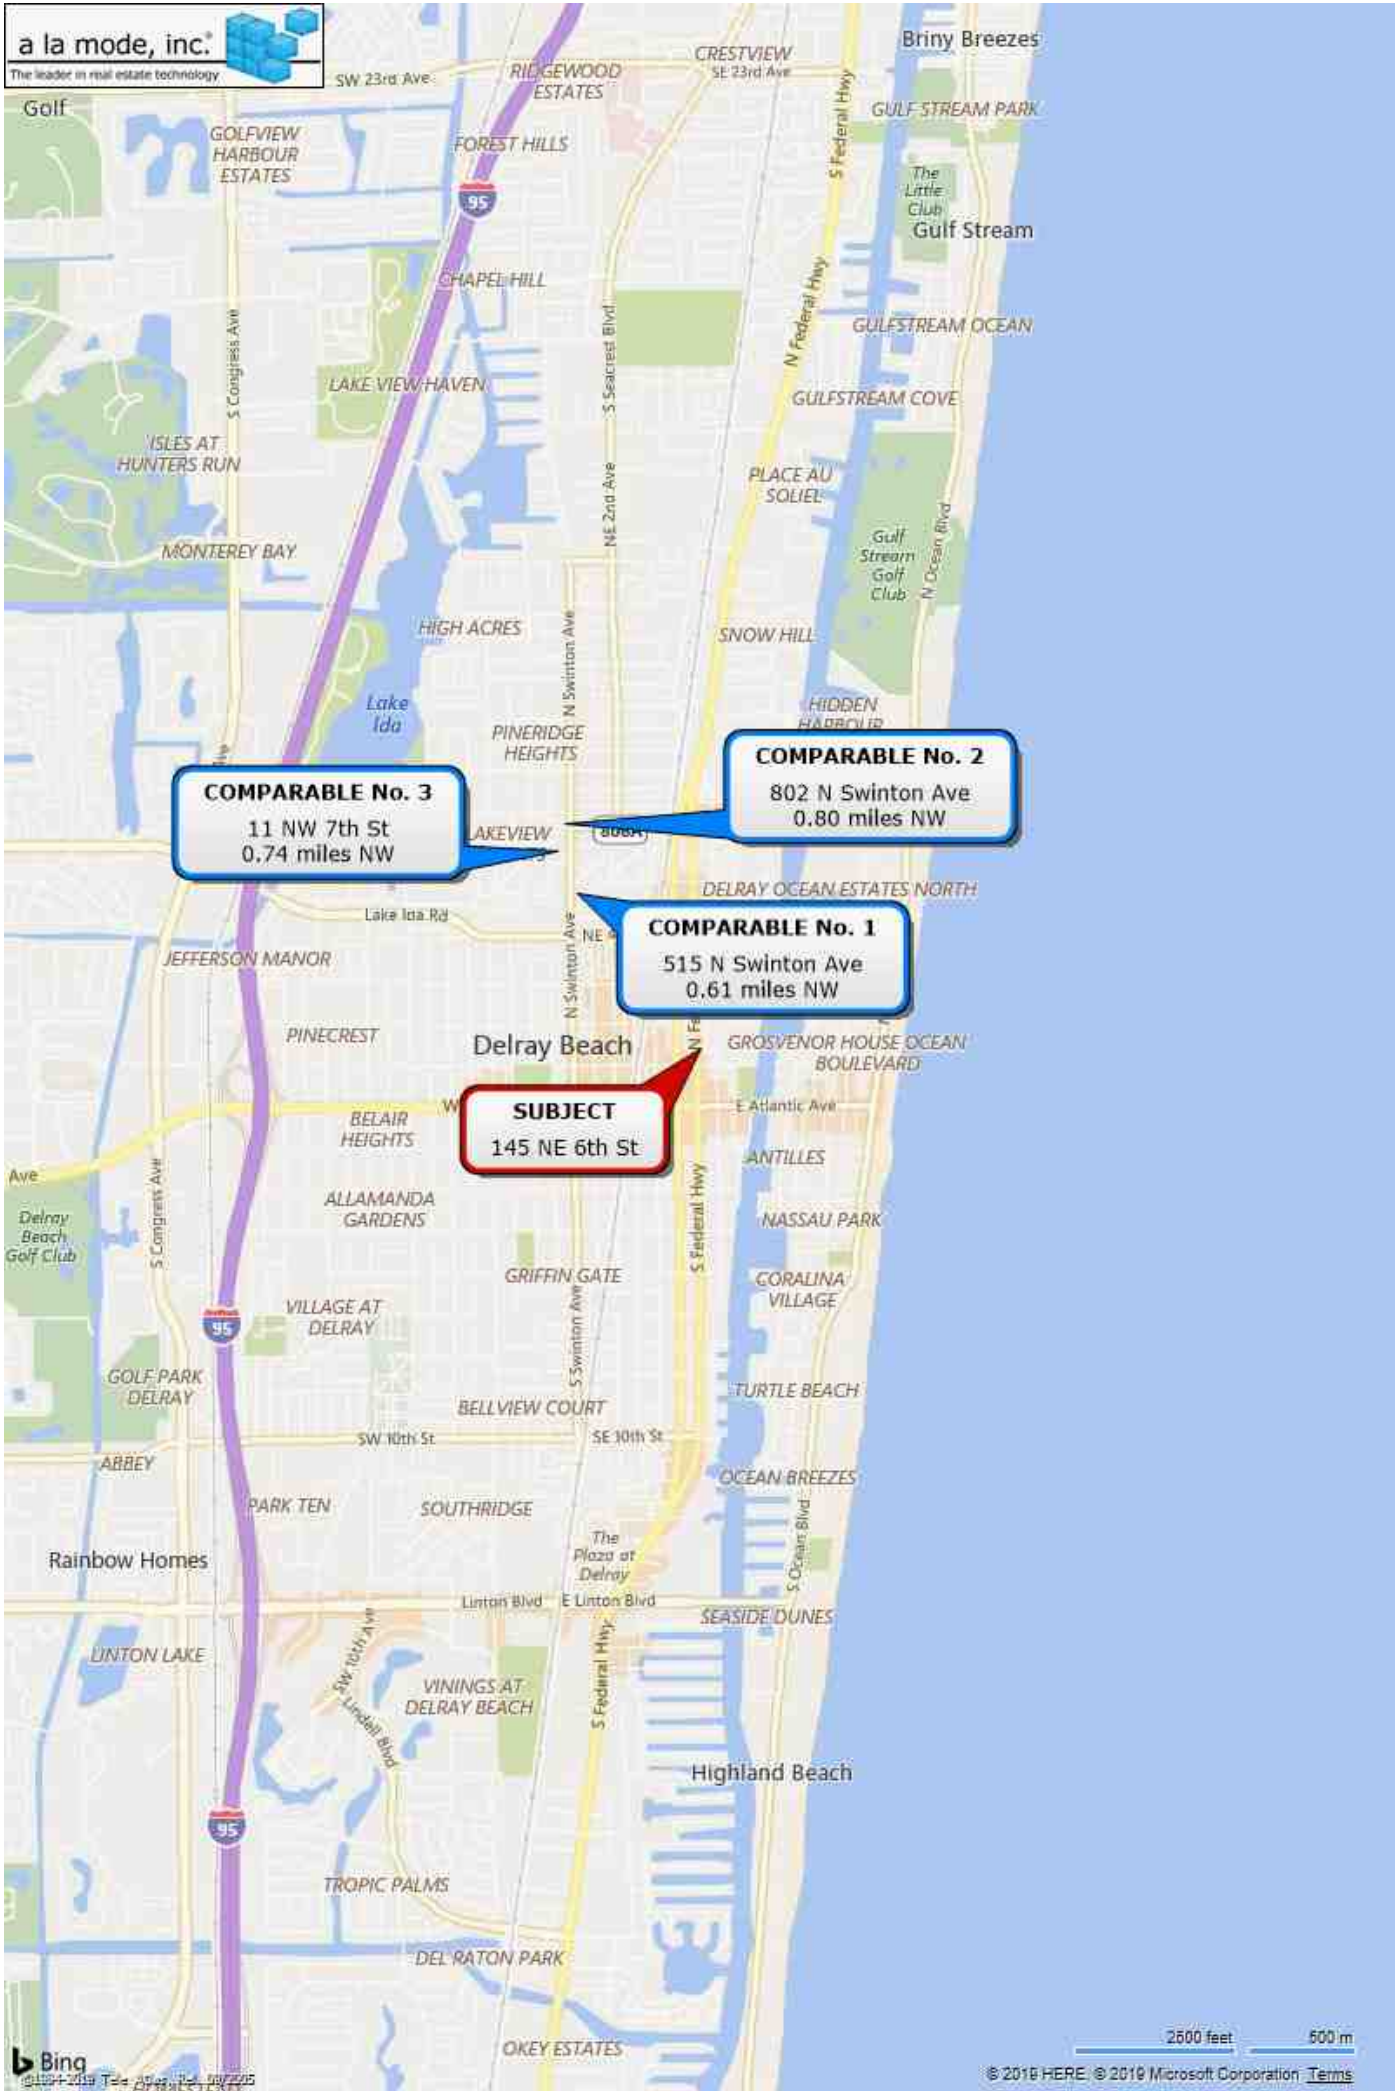 a la mode, inc.®
The leader in real estate technology
Briny Breezes
CRESTVIEW
SE 23rd Ave
SW 23rd Ave
RIDGEWOOD
ESTATES
Golf
GULF STREAM PARK
S Federal Hwy
GOLFVIEW
HARBOUR
ESTATES
FOREST HILLS
The
Little
Club
95
Gulf Stream
CHAPEL HILL
N Federal Hwy
GULFSTREAM OCEAN
S Congress Ave
S Seacrest Blvd
LAKE VIEW HAVEN
GULFSTREAM COVE
ISLES AT
HUNTERS RUN
PLACE AU
SOLIEL
NE 2nd Ave
MONTEREY BAY
Gulf
Stream
Golf
Club
N Ocean Blvd
HIGH ACRES
SNOW HILL
N Swinton Ave
Lake
Ida
HIDDEN
HARBOUR
PINERIDGE
HEIGHTS
COMPARABLE No. 2
802 N Swinton Ave
0.80 miles NW
COMPARABLE No. 3
11 NW 7th St
0.74 miles NW
AKEVIEW
DELRAY OCEAN ESTATES NORTH
Lake Ida Rd
NE
COMPARABLE No. 1
515 N Swinton Ave
0.61 miles NW
N Swinton Ave
JEFFERSON MANOR
PINECREST
Delray Beach
N Fe
GROSVENOR HOUSE OCEAN
BOULEVARD
SUBJECT
145 NE 6th St
W
E Atlantic Ave
BELAIR
HEIGHTS
ANTILLES
Ave
S Congress Ave
ALLAMANDA
GARDENS
S Federal Hwy
NASSAU PARK
Delray
Beach
Golf Club
GRIFFIN GATE
CORALINA
VILLAGE
VILLAGE AT
DELRAY
95
S Swinton Ave
GOLF PARK
DELRAY
TURTLE BEACH
BELLVIEW COURT
SW 10th St
SE 10th St
ABBEY
OCEAN BREEZES
PARK TEN
SOUTHRIDGE
S Ocean Blvd
The
Plaza at
Delray
Rainbow Homes
Linton Blvd
E Linton Blvd
SEASIDE DUNES
SW 10th Ave
LINTON LAKE
S Federal Hwy
VININGS AT
DELRAY BEACH
Lindell Blvd
Highland Beach
95
TROPIC PALMS
DEL RATON PARK
OKEY ESTATES
2500 feet
500 m
Bing
© 2019 HERE, © 2019 Microsoft Corporation Terms